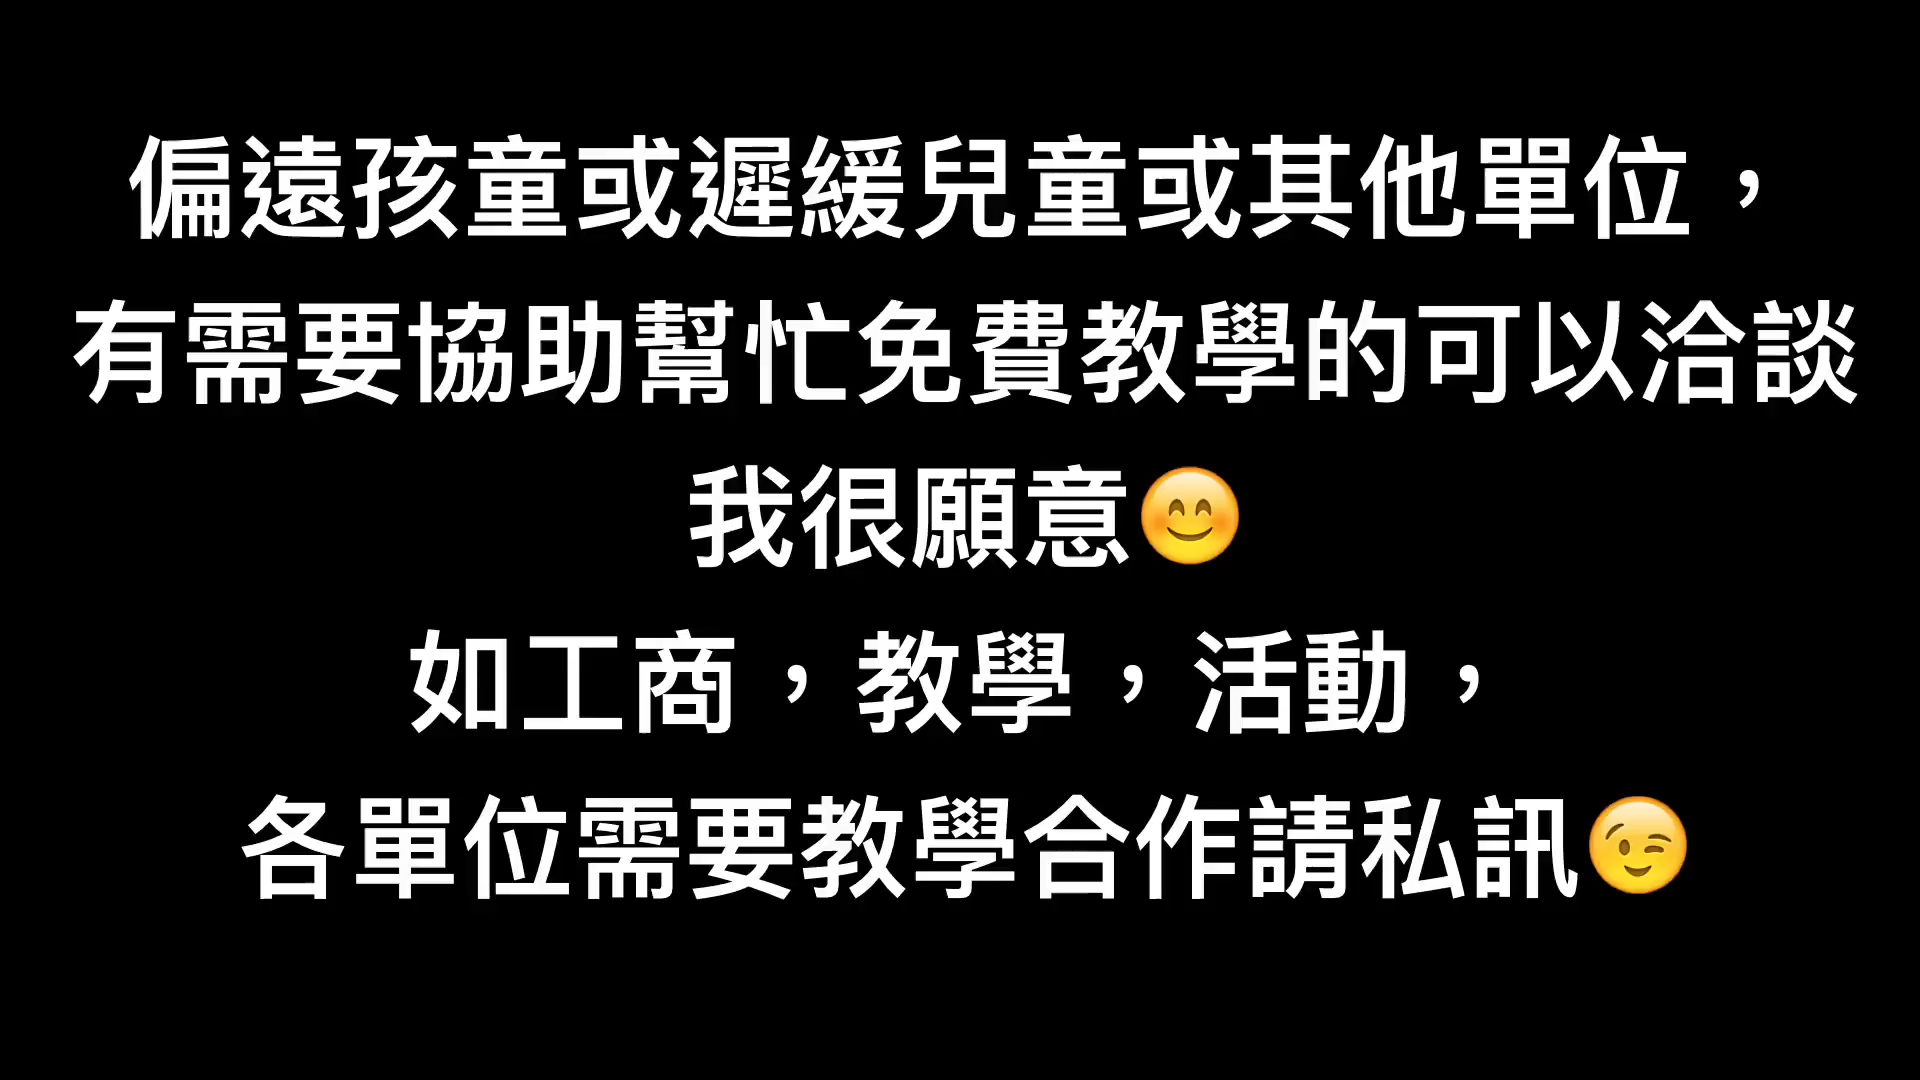 偏遠孩童或遲緩兒童或其他單位，
有需要協助幫忙免費教學的可以洽談
我很願意😊
如工商，教學，活動，
各單位需要教學合作請私訊😉